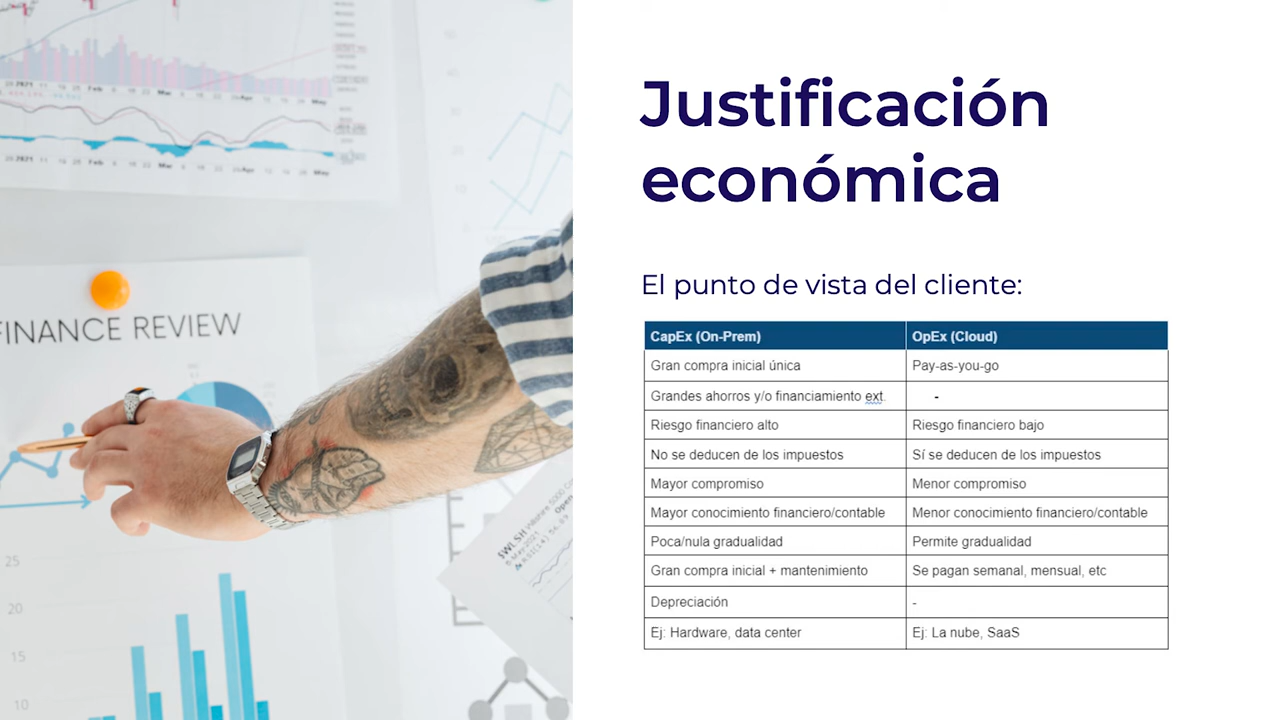 Justificación
económica
El punto de vista del cliente:
CapEx (On-Prem) OpEx (Cloud)
Gran compra inicial única Pay-as-you-go
Grandes ahorros y/o financiamiento ext. -
Riesgo financiero alto Riesgo financiero bajo
No se deducen de los impuestos Sí se deducen de los impuestos
Mayor compromiso Menor compromiso
Mayor conocimiento financiero/contable Menor conocimiento financiero/contable
Poca/nula gradualidad Permite gradualidad
Gran compra inicial + mantenimiento Se pagan semanal, mensual, etc
Depreciación -
Ej: Hardware, data center Ej: La nube, SaaS
FINANCE REVIEW
25
20
15
10